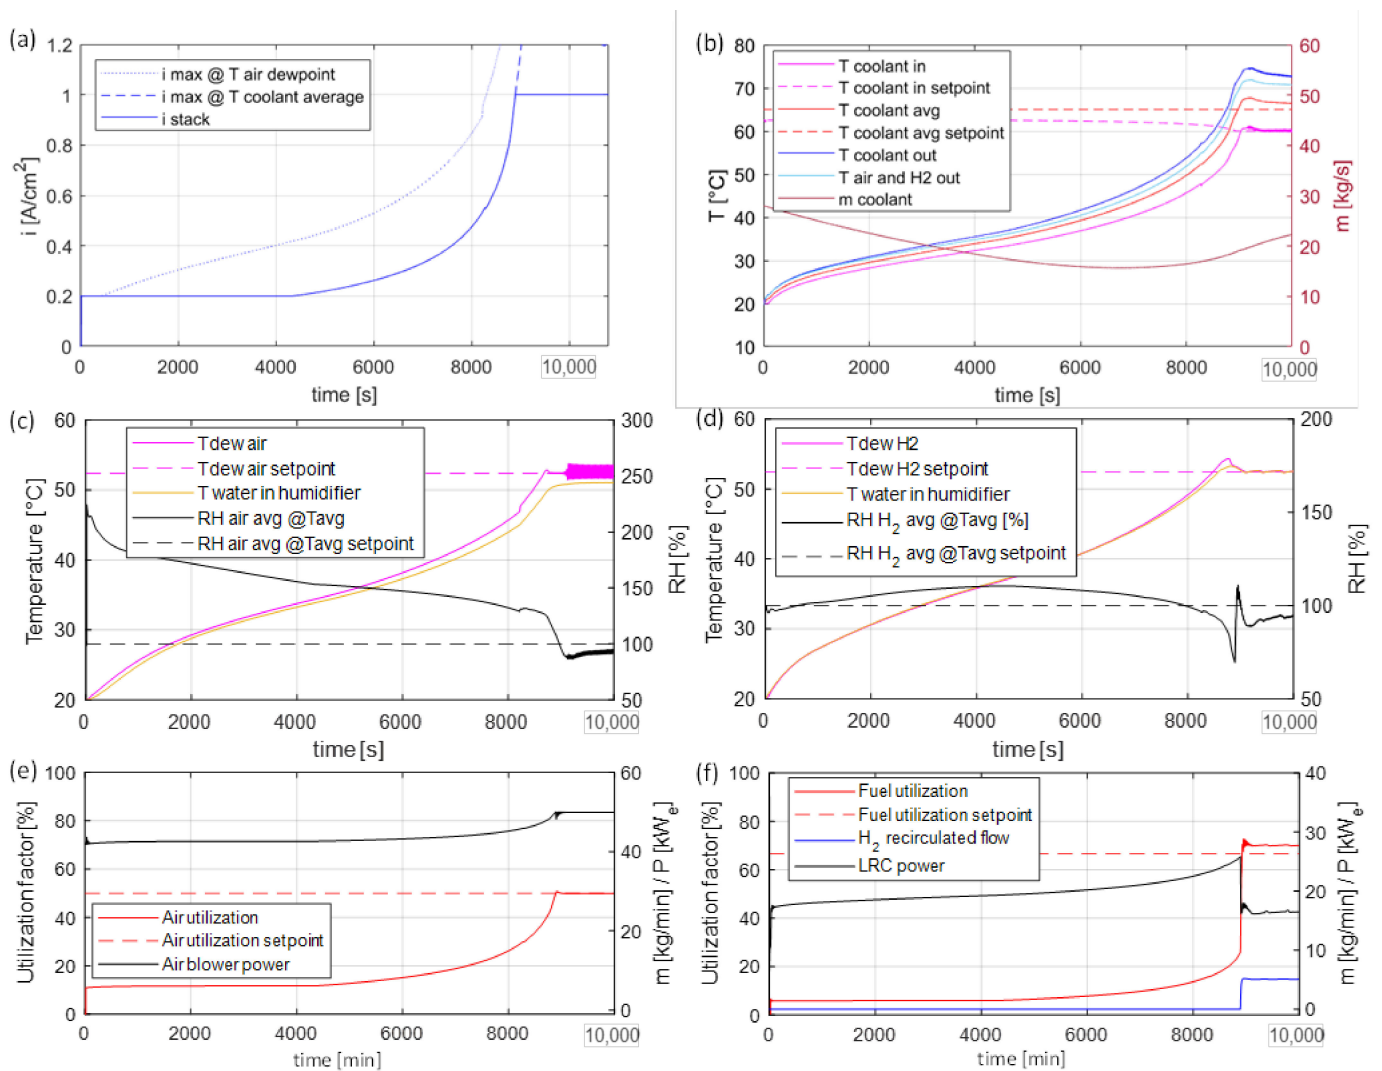 (a)
1.2
1
0.8
0.6
0.4
0.2
0
i [A/cm²]
i max @ T air dewpoint
i max @ T coolant average
i stack
0
2000
4000
6000
8000
10,000
time [s]
(b)
80
70
60
50
40
30
20
10
T [°C]
T coolant in
T coolant in setpoint
T coolant avg
T coolant avg setpoint
T coolant out
T air and H2 out
m coolant
60
50
40
30
20
10
0
m [kg/s]
0
2000
4000
6000
8000
10,000
time [s]
(c)
60
50
40
30
20
Temperature [°C]
Tdew air
Tdew air setpoint
T water in humidifier
RH air avg @Tavg
RH air avg @Tavg setpoint
300
250
200
150
100
50
RH [%]
0
2000
4000
6000
8000
10,000
time [s]
(d)
60
50
40
30
20
Temperature [°C]
Tdew H2
Tdew H2 setpoint
T water in humidifier
RH H₂ avg @Tavg [%]
RH H₂ avg @Tavg setpoint
200
150
100
50
RH [%]
0
2000
4000
6000
8000
10,000
time [s]
(e)
100
80
60
40
20
0
Utilization factor [%]
Air utilization
Air utilization setpoint
Air blower power
60
40
20
0
m [kg/min] / P [kWₑ]
0
2000
4000
6000
8000
10,000
time [min]
(f)
100
80
60
40
20
0
Utilization factor [%]
Fuel utilization
Fuel utilization setpoint
H₂ recirculated flow
LRC power
40
30
20
10
0
m [kg/min] / P [kWₑ]
0
2000
4000
6000
8000
10,000
time [min]